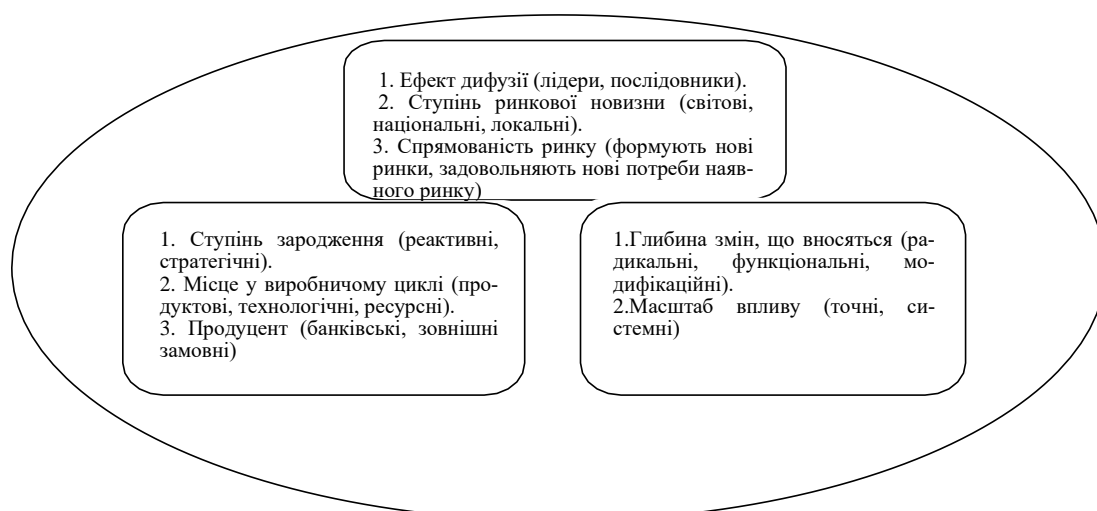 1. Ефект дифузії (лідери, послідовники).
2. Ступінь ринкової новизни (світові,
національні, локальні).
3. Спрямованість ринку (формують нові
ринки, задовольняють нові потреби наяв-
ного ринку)
1. Ступінь зародження (реактивні,
стратегічні).
2. Місце у виробничому циклі (про-
дуктові, технологічні, ресурсні).
3. Продуцент (банківські, зовнішні
замовні)
1.Глибина змін, що вносяться (ра-
дикальні, функціональні, мо-
дифікаційні).
2.Масштаб впливу (точні, си-
стемні)